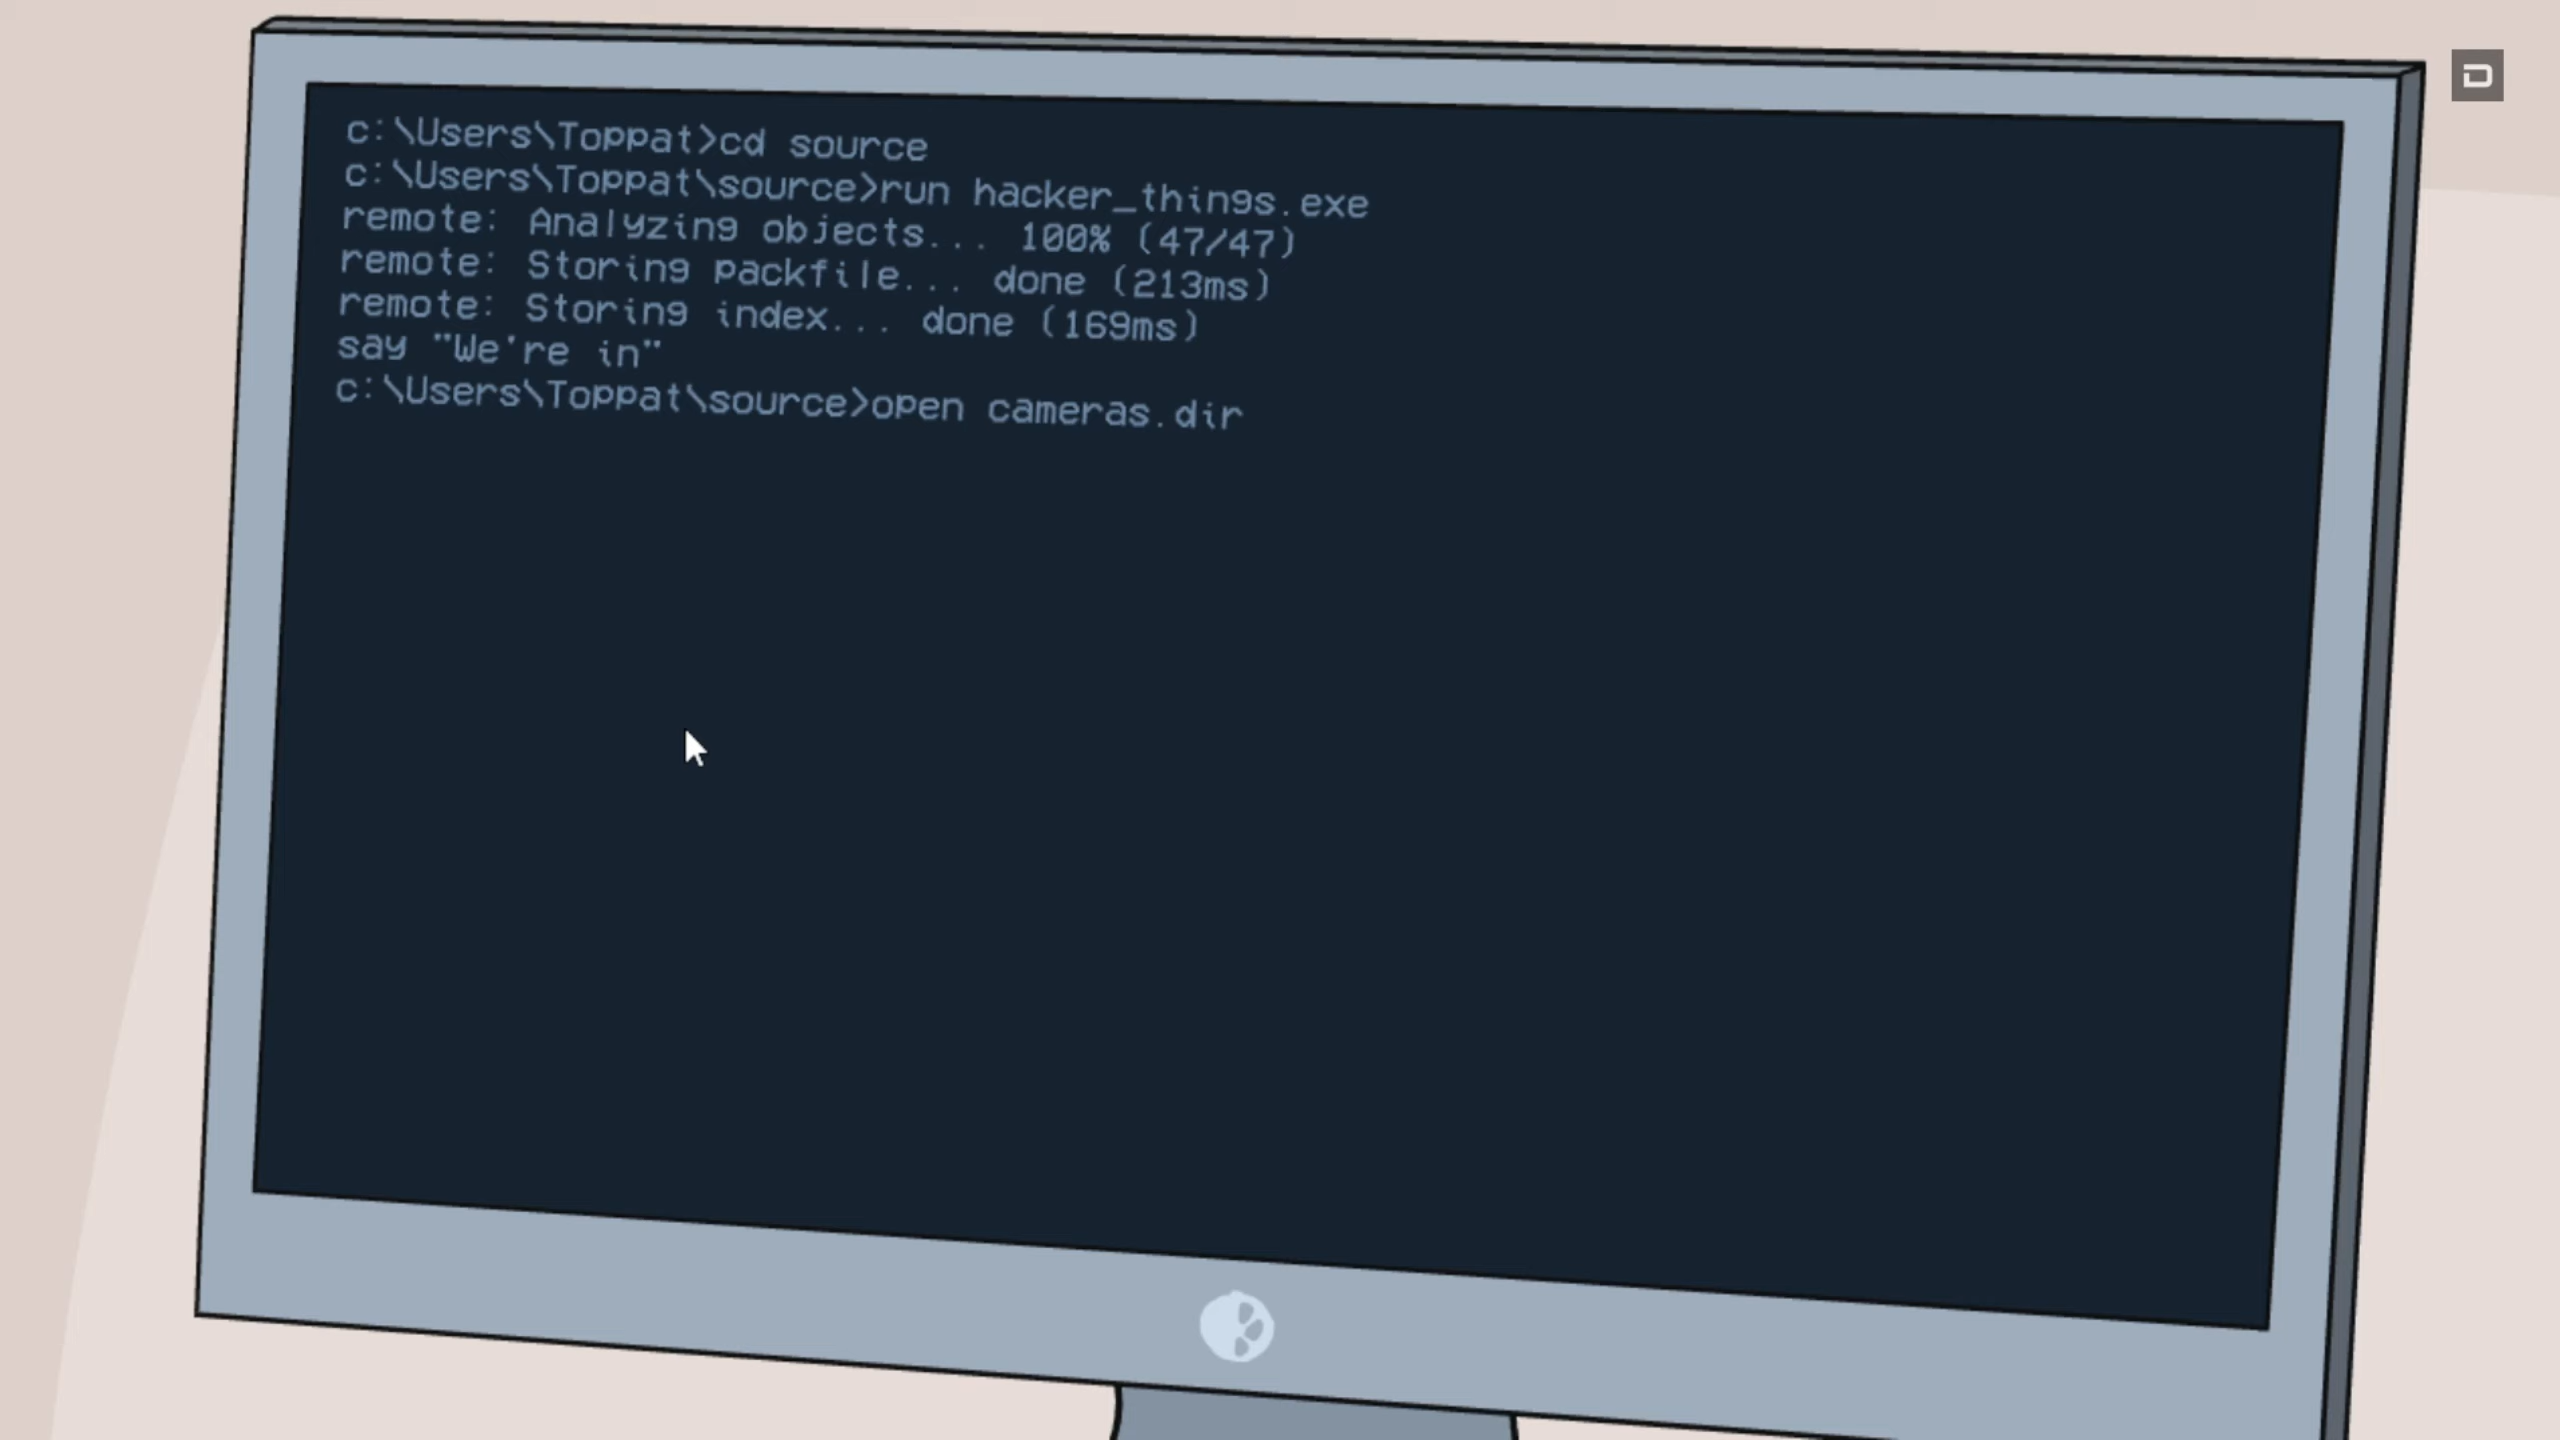 c:\Users\Toppat>cd source
c:\Users\Toppat\source>run hacker_things.exe
remote: Analyzing objects... 100% (47/47)
remote: Storing packfile... done (213ms)
remote: Storing index... done (169ms)
say "We're in"
c:\Users\Toppat\source>open cameras.dir